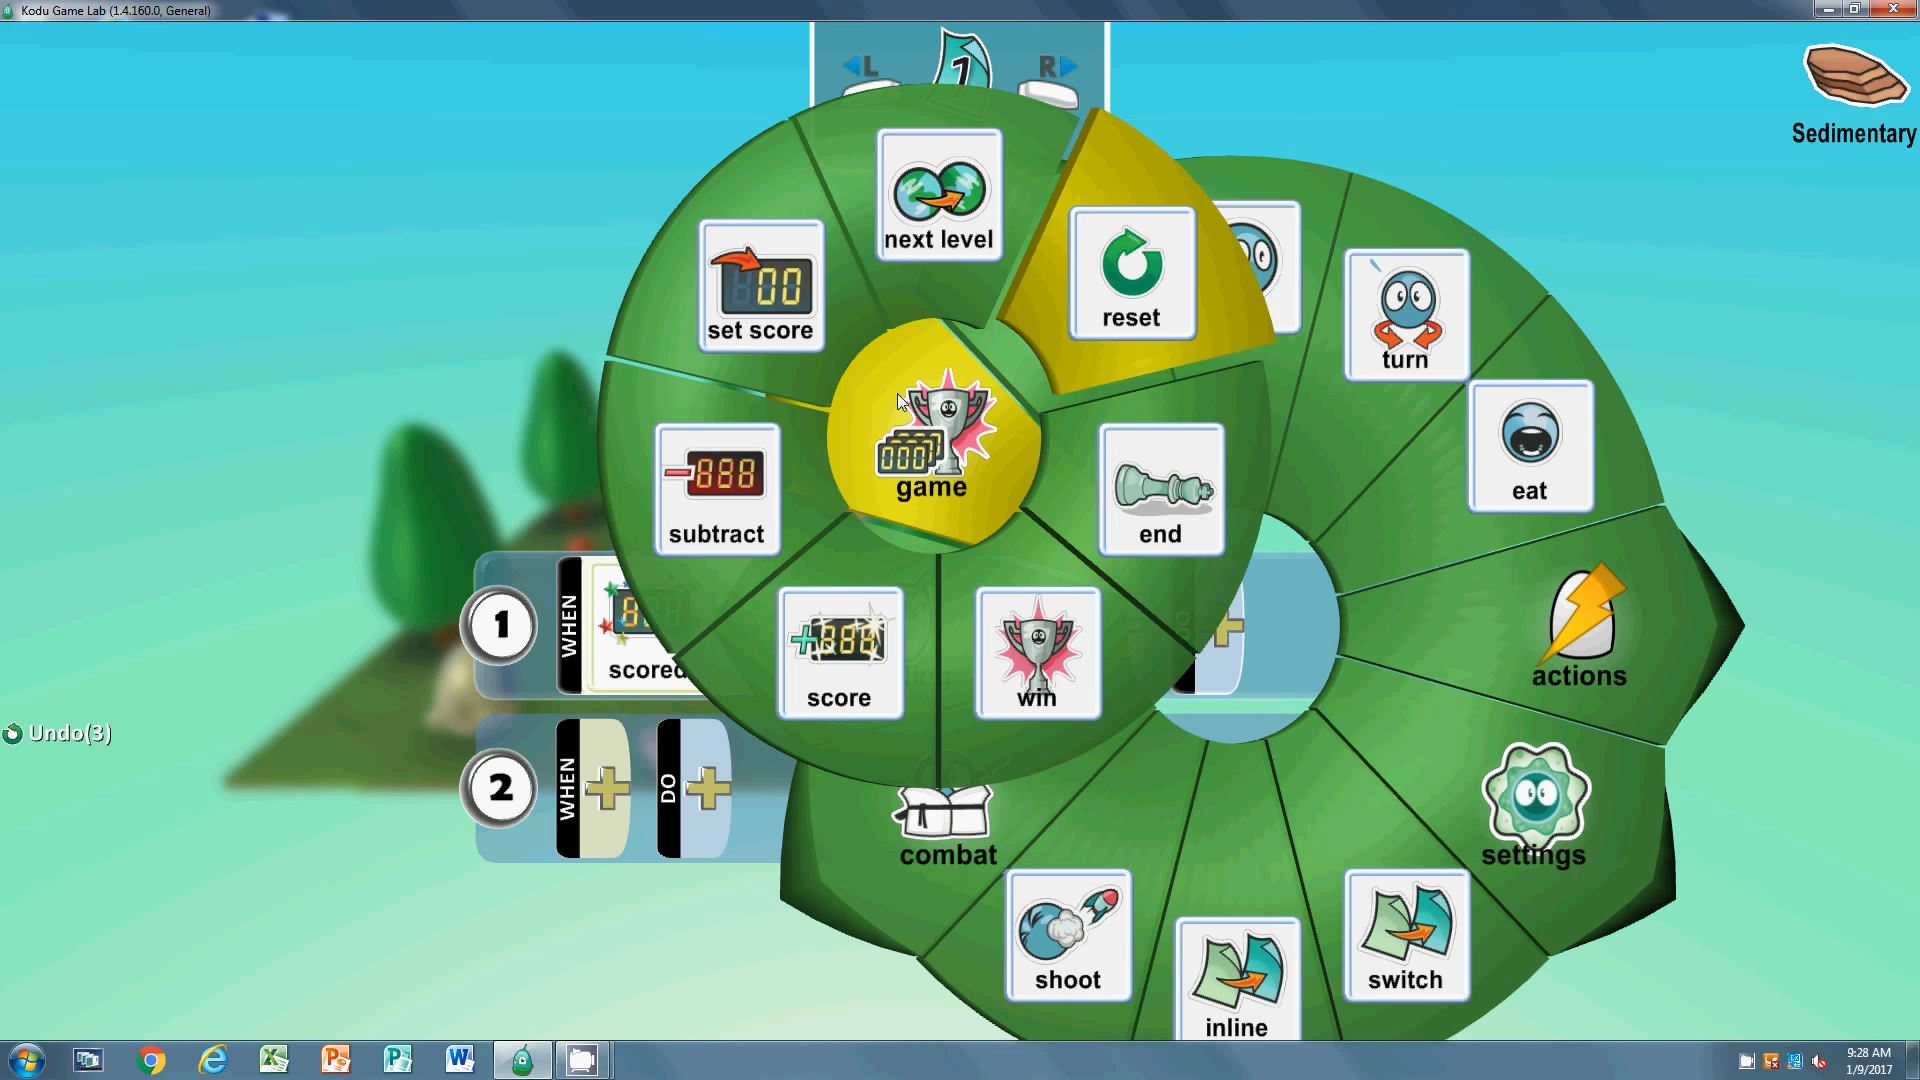 Kodu Game Lab (1.4.160.0, General)
L
1
R
Sedimentary
next level
reset
set score
00
turn
eat
game
subtract
end
1
WHEN
scored
score
win
actions
Undo(3)
2
WHEN
DO
combat
settings
shoot
switch
inline
9:28 AM
1/9/2017